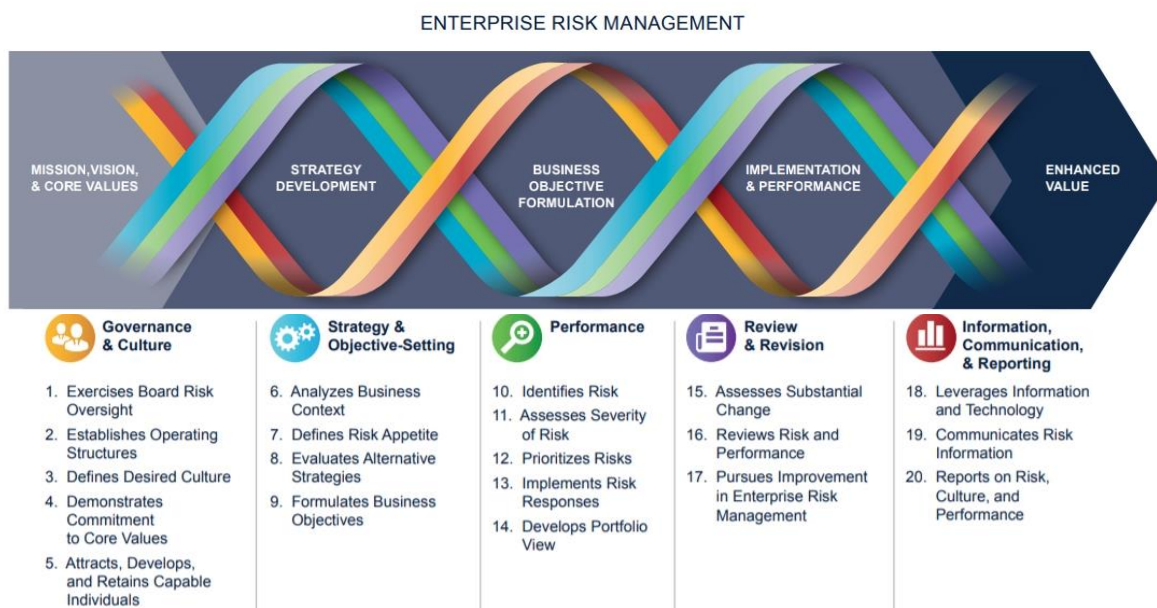 ENTERPRISE RISK MANAGEMENT
MISSION, VISION,
& CORE VALUES
STRATEGY
DEVELOPMENT
BUSINESS
OBJECTIVE
FORMULATION
IMPLEMENTATION
& PERFORMANCE
ENHANCED
VALUE
Governance
& Culture
1. Exercises Board Risk
Oversight
2. Establishes Operating
Structures
3. Defines Desired Culture
4. Demonstrates
Commitment
to Core Values
5. Attracts, Develops,
and Retains Capable
Individuals
Strategy &
Objective-Setting
6. Analyzes Business
Context
7. Defines Risk Appetite
8. Evaluates Alternative
Strategies
9. Formulates Business
Objectives
Performance
10. Identifies Risk
11. Assesses Severity
of Risk
12. Prioritizes Risks
13. Implements Risk
Responses
14. Develops Portfolio
View
Review
& Revision
15. Assesses Substantial
Change
16. Reviews Risk and
Performance
17. Pursues Improvement
in Enterprise Risk
Management
Information,
Communication,
& Reporting
18. Leverages Information
and Technology
19. Communicates Risk
Information
20. Reports on Risk,
Culture, and
Performance